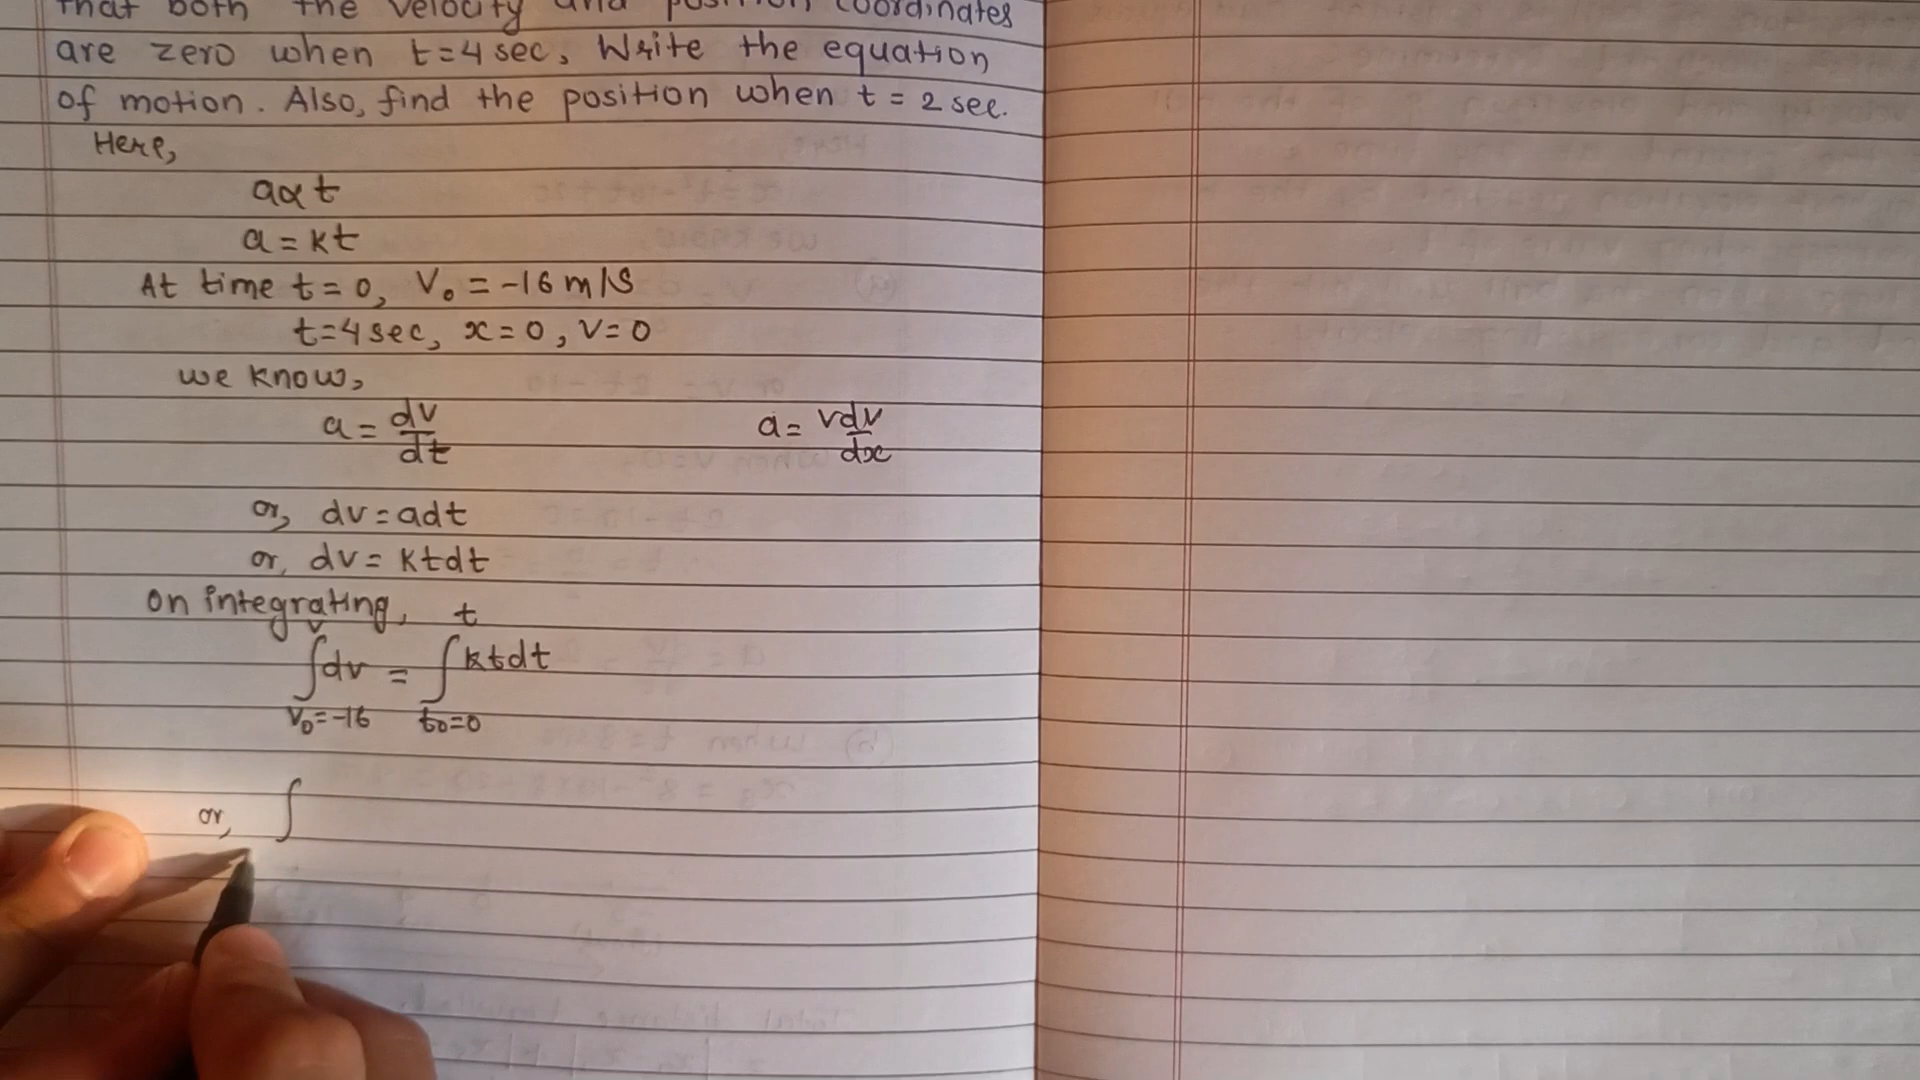 that both the velocity and position coordinates
are zero when t=4 sec, Write the equation
of motion. Also, find the position when t = 2 sec.
Here,
a∝t
a=kt
At time t=0, V₀=-16 m/s
t=4 sec, x=0, v=0
we know,
a = dv/dt a = vdv/dx
or, dv=adt
or, dv=ktdt
on integrating,
∫dv = ∫ktdt
v t
V₀=-16 t₀=0
or, ∫